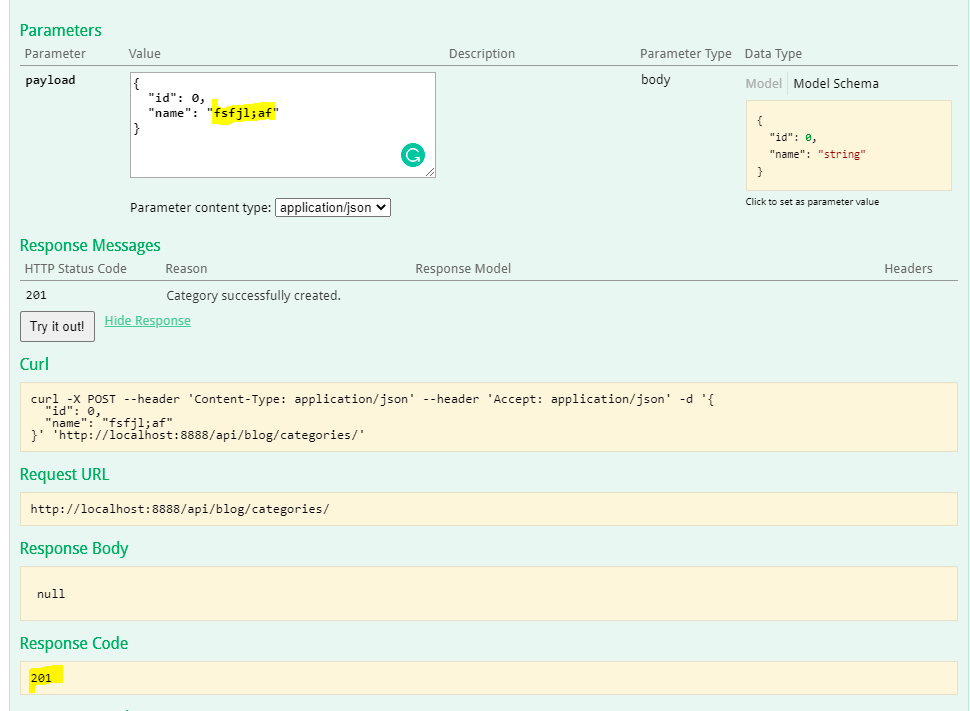 Parameters
Parameter Value Description Parameter Type Data Type
payload
{
  "id": 0,
  "name": "fsfjl;af"
}
body
Model Model Schema
{
  "id": 0,
  "name": "string"
}
Click to set as parameter value
Parameter content type: application/json
Response Messages
HTTP Status Code Reason Response Model Headers
201 Category successfully created.
Try it out! Hide Response
Curl
curl -X POST --header 'Content-Type: application/json' --header 'Accept: application/json' -d '{
  "id": 0,
  "name": "fsfjl;af"
}' 'http://localhost:8888/api/blog/categories/'
Request URL
http://localhost:8888/api/blog/categories/
Response Body
null
Response Code
201